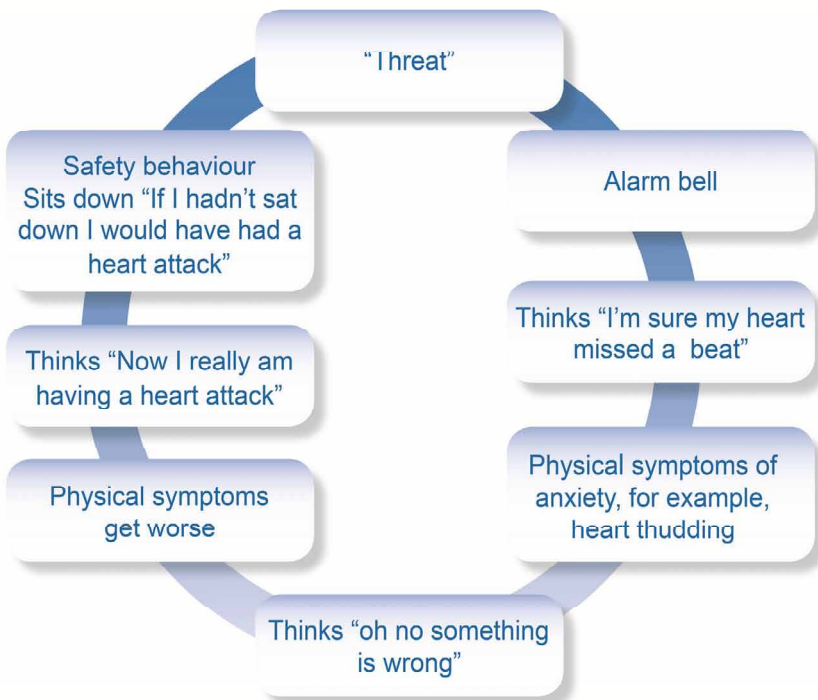 “Threat”
Alarm bell
Thinks “I’m sure my heart
missed a beat”
Physical symptoms of
anxiety, for example,
heart thudding
Thinks “oh no something
is wrong”
Physical symptoms
get worse
Thinks “Now I really am
having a heart attack”
Safety behaviour
Sits down “If I hadn’t sat
down I would have had a
heart attack”